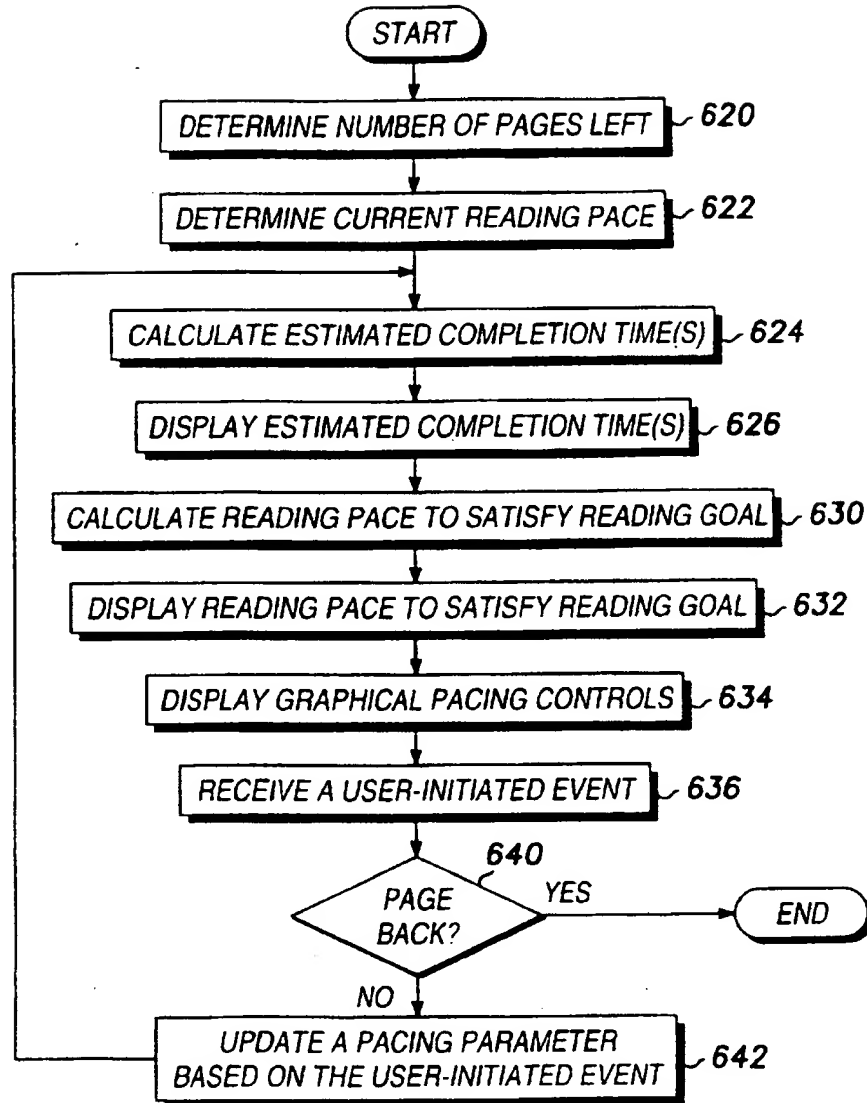 START
DETERMINE NUMBER OF PAGES LEFT 620
DETERMINE CURRENT READING PACE 622
CALCULATE ESTIMATED COMPLETION TIME(S) 624
DISPLAY ESTIMATED COMPLETION TIME(S) 626
CALCULATE READING PACE TO SATISFY READING GOAL 630
DISPLAY READING PACE TO SATISFY READING GOAL 632
DISPLAY GRAPHICAL PACING CONTROLS 634
RECEIVE A USER-INITIATED EVENT 636
640
PAGE
BACK?
YES
END
NO
UPDATE A PACING PARAMETER
BASED ON THE USER-INITIATED EVENT
642